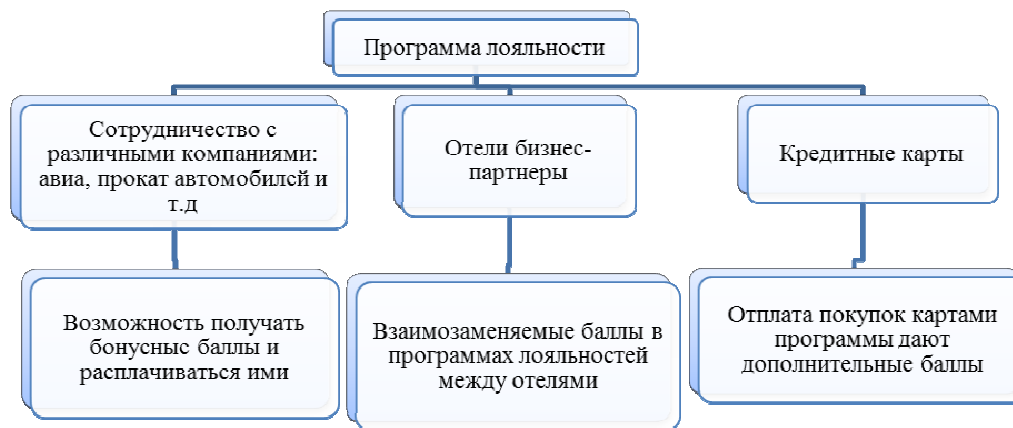 Программа лояльности
Сотрудничество с
различными компаниями:
авиа, прокат автомобилей и
т.д
Отели бизнес-
партнеры
Кредитные карты
Возможность получать
бонусные баллы и
расплачиваться ими
Взаимозаменяемые баллы в
программах лояльностей
между отелями
Отплата покупок картами
программы дают
дополнительные баллы